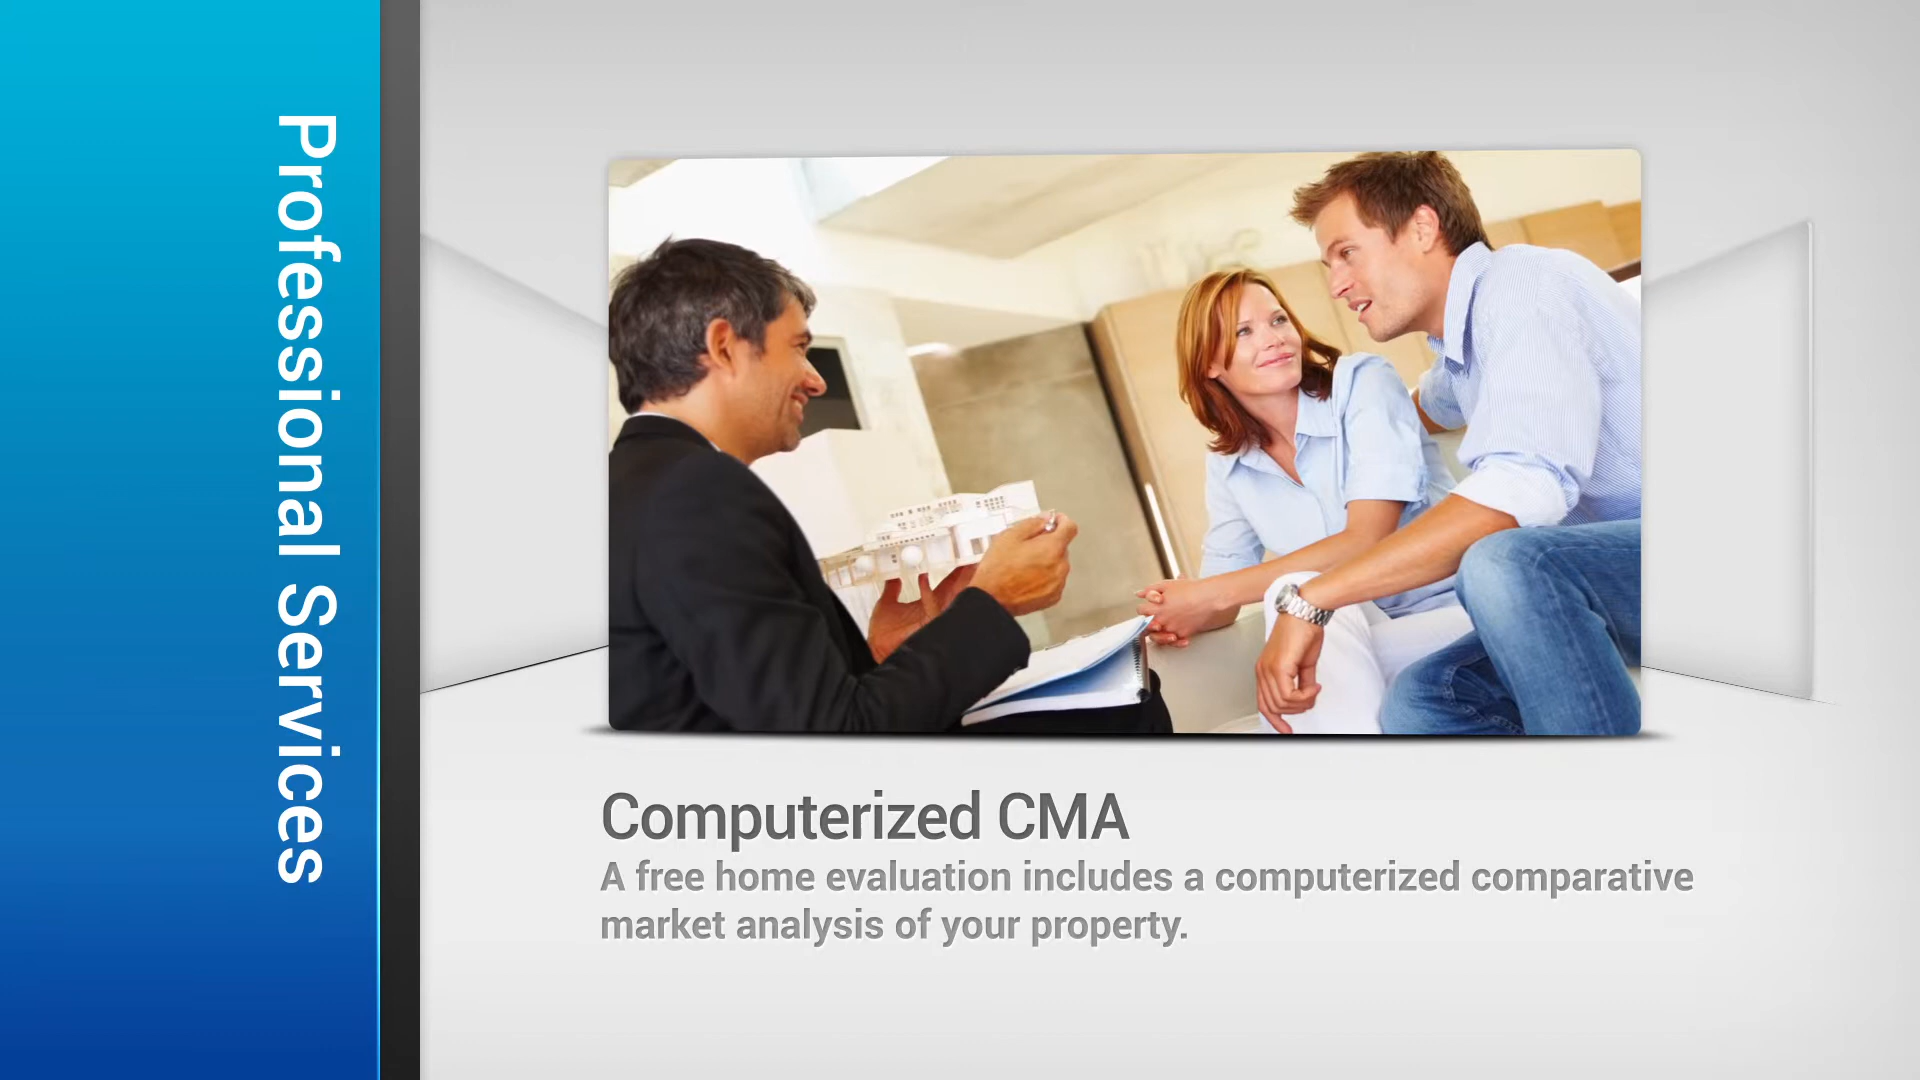 Professional Services
Computerized CMA
A free home evaluation includes a computerized comparative
market analysis of your property.